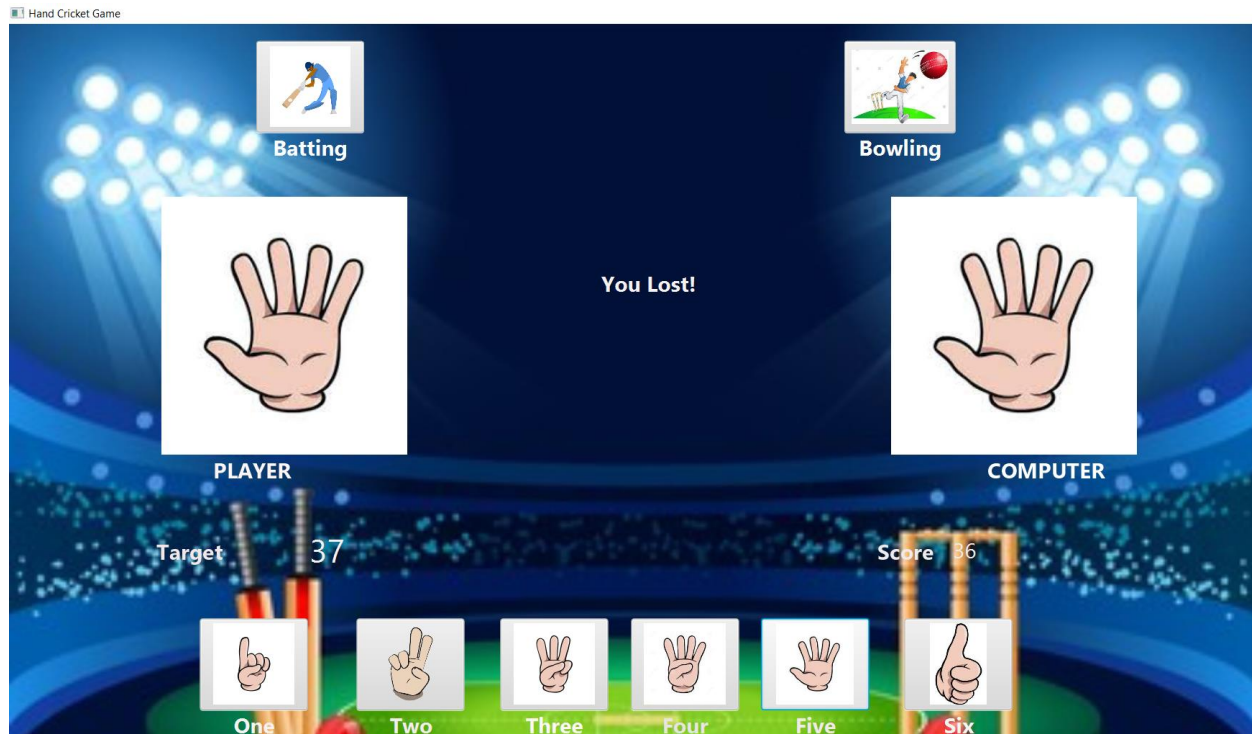 Hand Cricket Game
Batting
Bowling
You Lost!
PLAYER
COMPUTER
Target 37
Score 36
One
Two
Three
Four
Five
Six